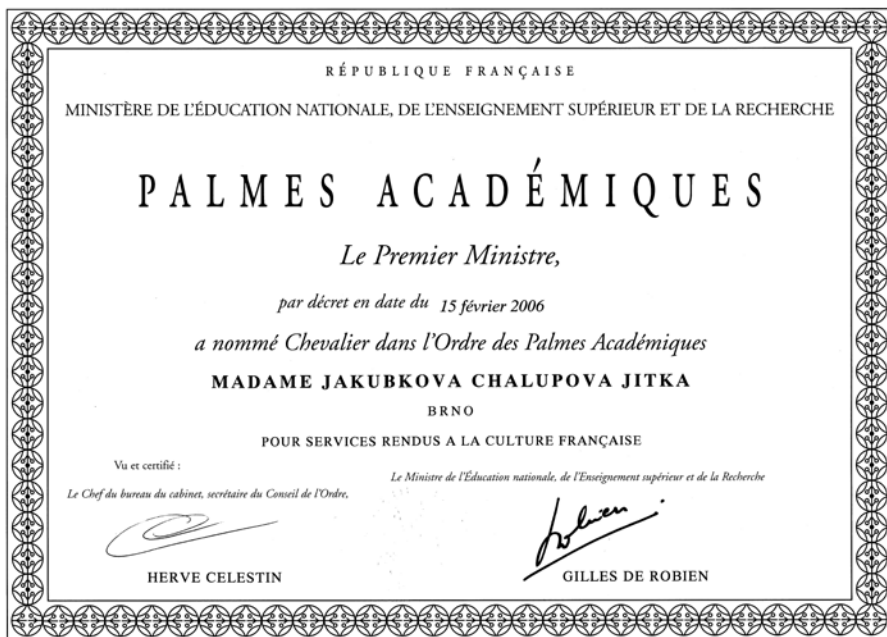 RÉPUBLIQUE FRANÇAISE
MINISTÈRE DE L'ÉDUCATION NATIONALE, DE L'ENSEIGNEMENT SUPÉRIEUR ET DE LA RECHERCHE
PALMES ACADÉMIQUES
Le Premier Ministre,
par décret en date du 15 février 2006
a nommé Chevalier dans l'Ordre des Palmes Académiques
MADAME JAKUBKOVA CHALUPOVA JITKA
BRNO
POUR SERVICES RENDUS A LA CULTURE FRANÇAISE
Vu et certifié :
Le Chef du bureau du cabinet, secrétaire du Conseil de l'Ordre,
HERVE CELESTIN
Le Ministre de l'Éducation nationale, de l'Enseignement supérieur et de la Recherche
Robien
GILLES DE ROBIEN